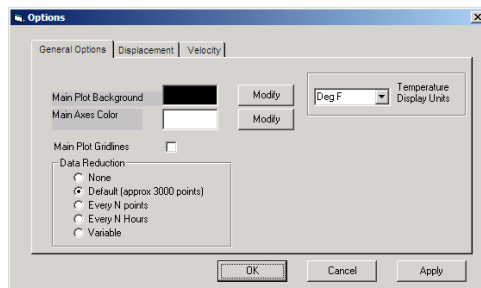 Options
General Options Displacement Velocity
Main Plot Background Modify
Main Axes Color Modify
Deg F Temperature
Display Units
Main Plot Gridlines
Data Reduction
None
Default (approx 3000 points)
Every N points
Every N Hours
Variable
OK Cancel Apply